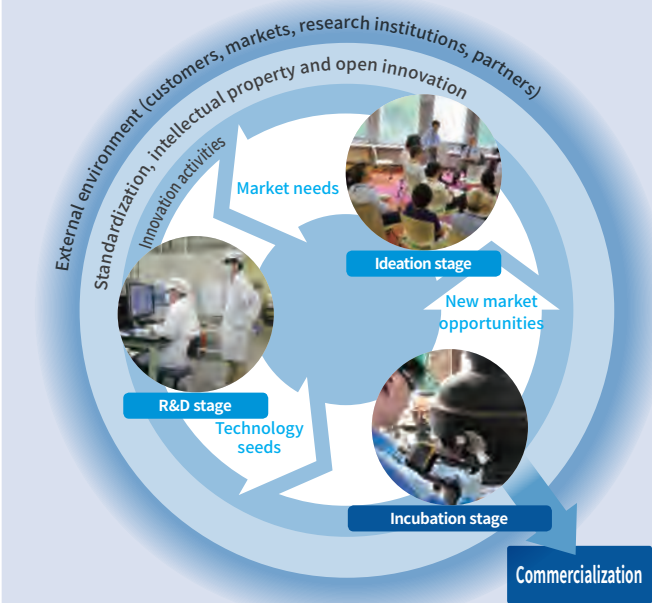 External environment (customers, markets, research institutions, partners)
Standardization, intellectual property and open innovation
Innovation activities
Market needs
Ideation stage
New market
opportunities
R&D stage
Technology
seeds
Incubation stage
Commercialization